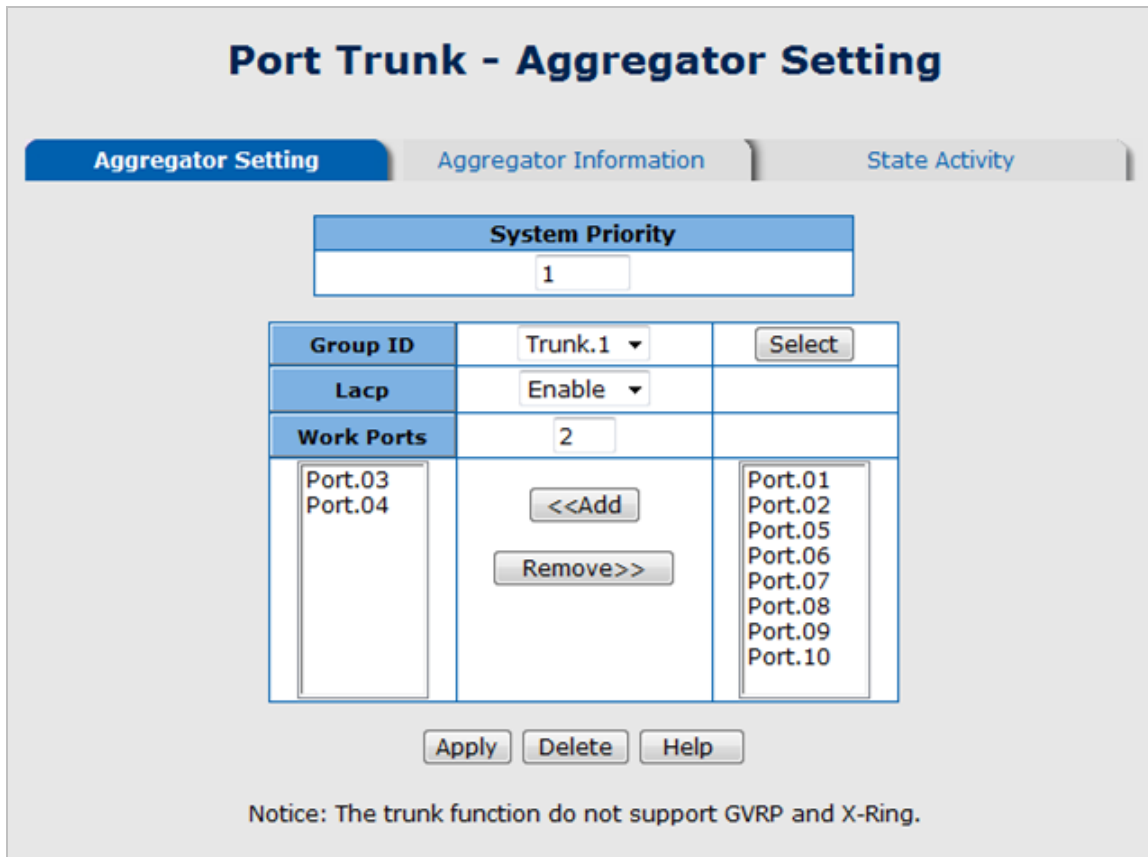 Port Trunk - Aggregator Setting
Aggregator Setting Aggregator Information State Activity
System Priority
1
Group ID Trunk.1 Select
Lacp Enable
Work Ports 2
Port.03
Port.04
<<Add
Remove>>
Port.01
Port.02
Port.05
Port.06
Port.07
Port.08
Port.09
Port.10
Apply Delete Help
Notice: The trunk function do not support GVRP and X-Ring.